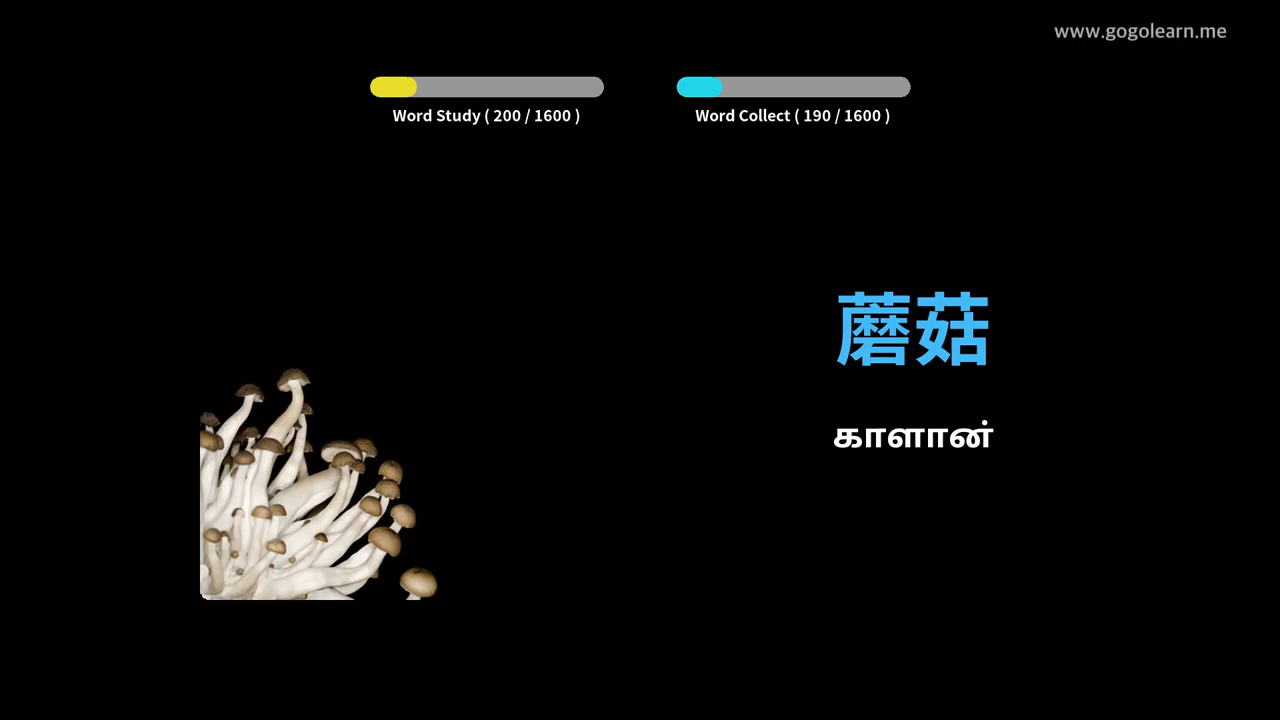 www.gogolearn.me
Word Study ( 200 / 1600 )
Word Collect ( 190 / 1600 )
蘑菇
காளான்